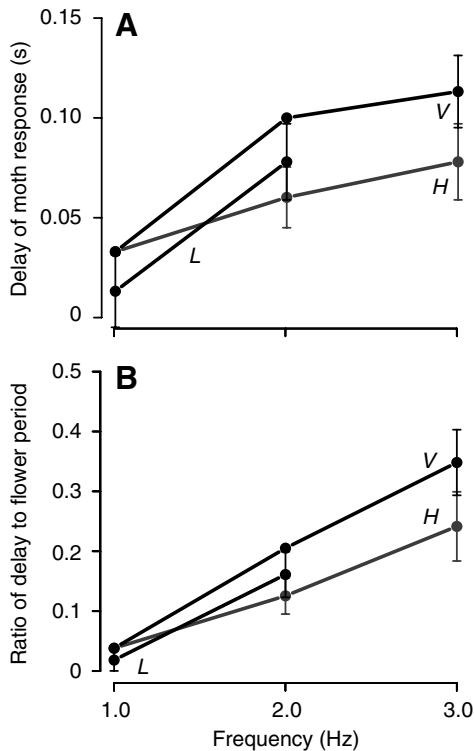 A
Delay of moth response (s)
0.15
0.10
0.05
0
V
H
L
B
Ratio of delay to flower period
0.5
0.4
0.3
0.2
0.1
0
V
H
L
1.0
2.0
3.0
Frequency (Hz)